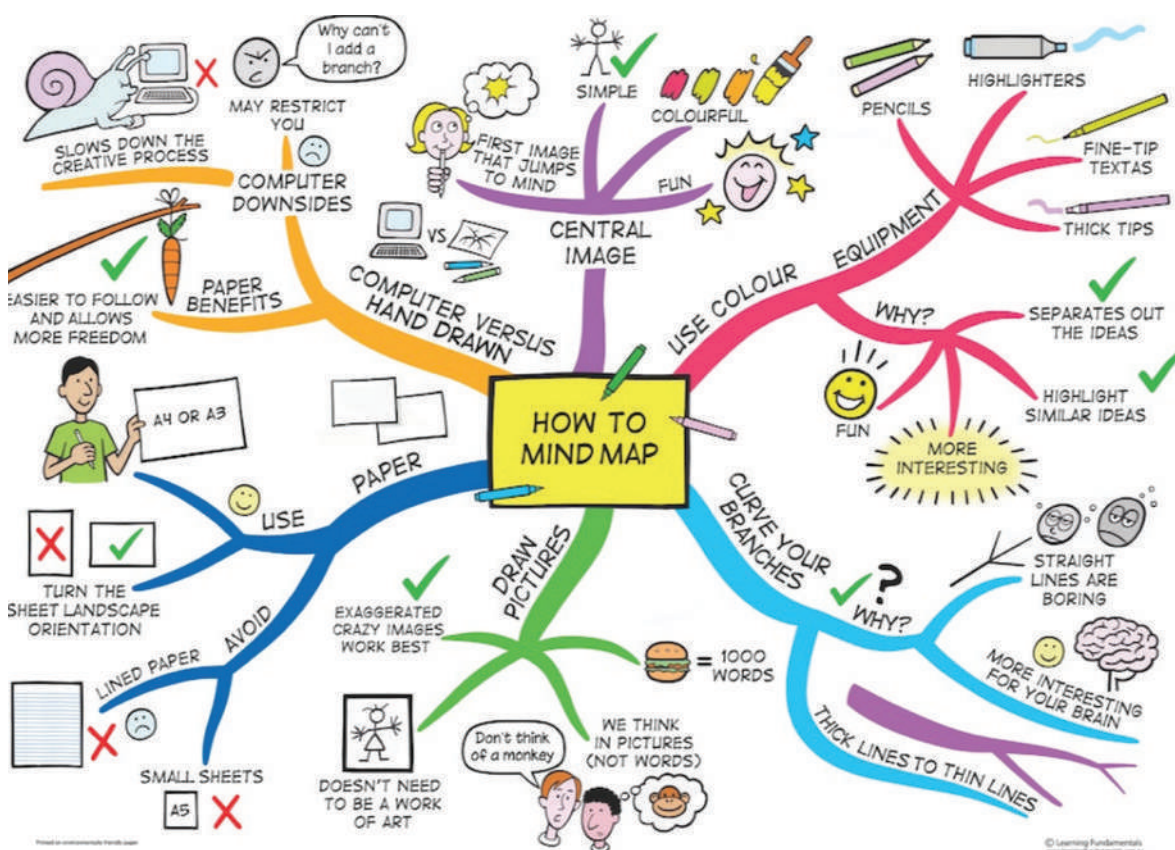 HOW TO
MIND MAP
CENTRAL
IMAGE
FIRST IMAGE
THAT JUMPS
TO MIND
SIMPLE
COLOURFUL
FUN
USE COLOUR
EQUIPMENT
PENCILS
HIGHLIGHTERS
FINE-TIP
TEXTAS
THICK TIPS
WHY?
SEPARATES OUT
THE IDEAS
HIGHLIGHT
SIMILAR IDEAS
MORE
INTERESTING
FUN
CURVE YOUR
BRANCHES
?
WHY?
STRAIGHT
LINES ARE
BORING
MORE INTERESTING
FOR YOUR BRAIN
THICK LINES TO THIN LINES
DRAW
PICTURES
= 1000
WORDS
WE THINK
IN PICTURES
(NOT WORDS)
Don't think
of a monkey
DOESN'T NEED
TO BE A WORK
OF ART
EXAGGERATED
CRAZY IMAGES
WORK BEST
PAPER
USE
A4 OR A3
TURN THE
SHEET LANDSCAPE
ORIENTATION
AVOID
LINED PAPER
SMALL SHEETS
A5
COMPUTER VERSUS
HAND DRAWN
VS
PAPER
BENEFITS
EASIER TO FOLLOW
AND ALLOWS
MORE FREEDOM
COMPUTER
DOWNSIDES
SLOWS DOWN THE
CREATIVE PROCESS
MAY RESTRICT
YOU
Why can't
I add a
branch?
Printed on environmentally friendly paper
© Learning Fundamentals